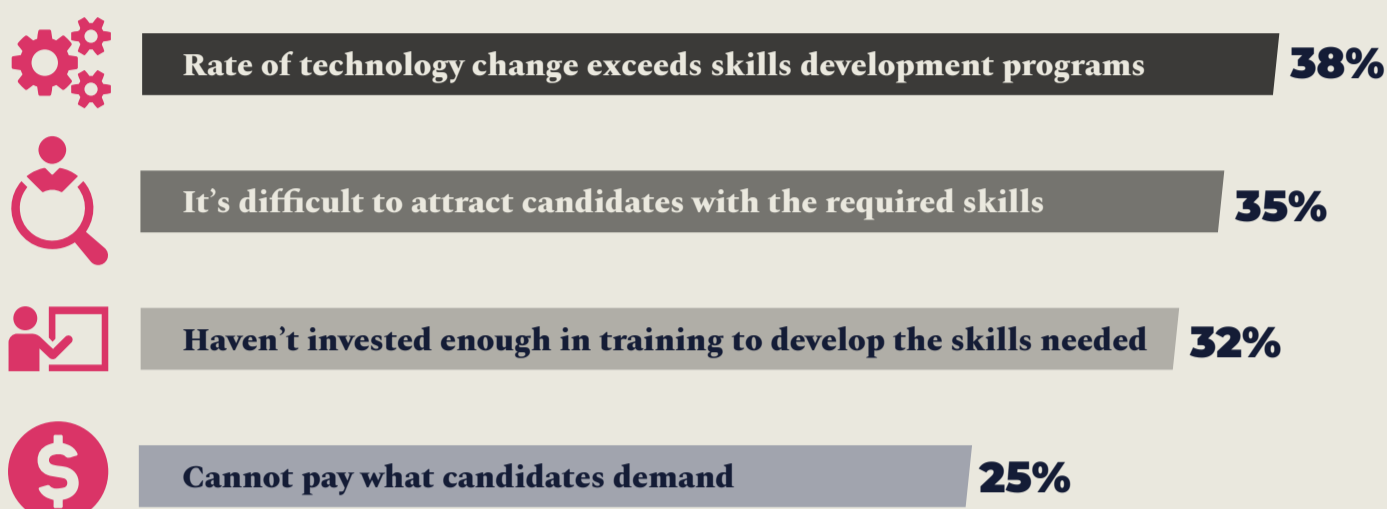 Rate of technology change exceeds skills development programs 38%
It’s difficult to attract candidates with the required skills 35%
Haven’t invested enough in training to develop the skills needed 32%
$ Cannot pay what candidates demand 25%